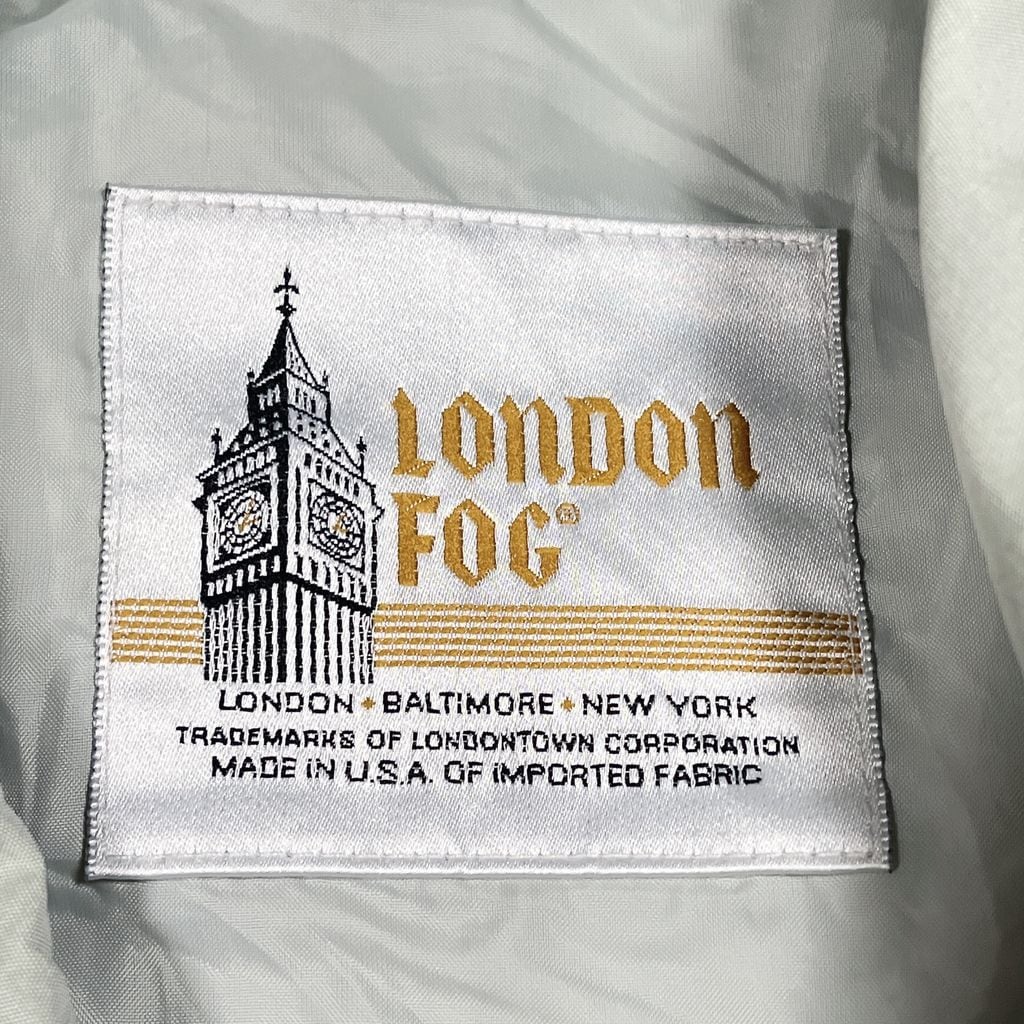 LONDON
FOG®
LONDON • BALTIMORE • NEW YORK
TRADEMARKS OF LONDONTOWN CORPORATION
MADE IN U.S.A. OF IMPORTED FABRIC